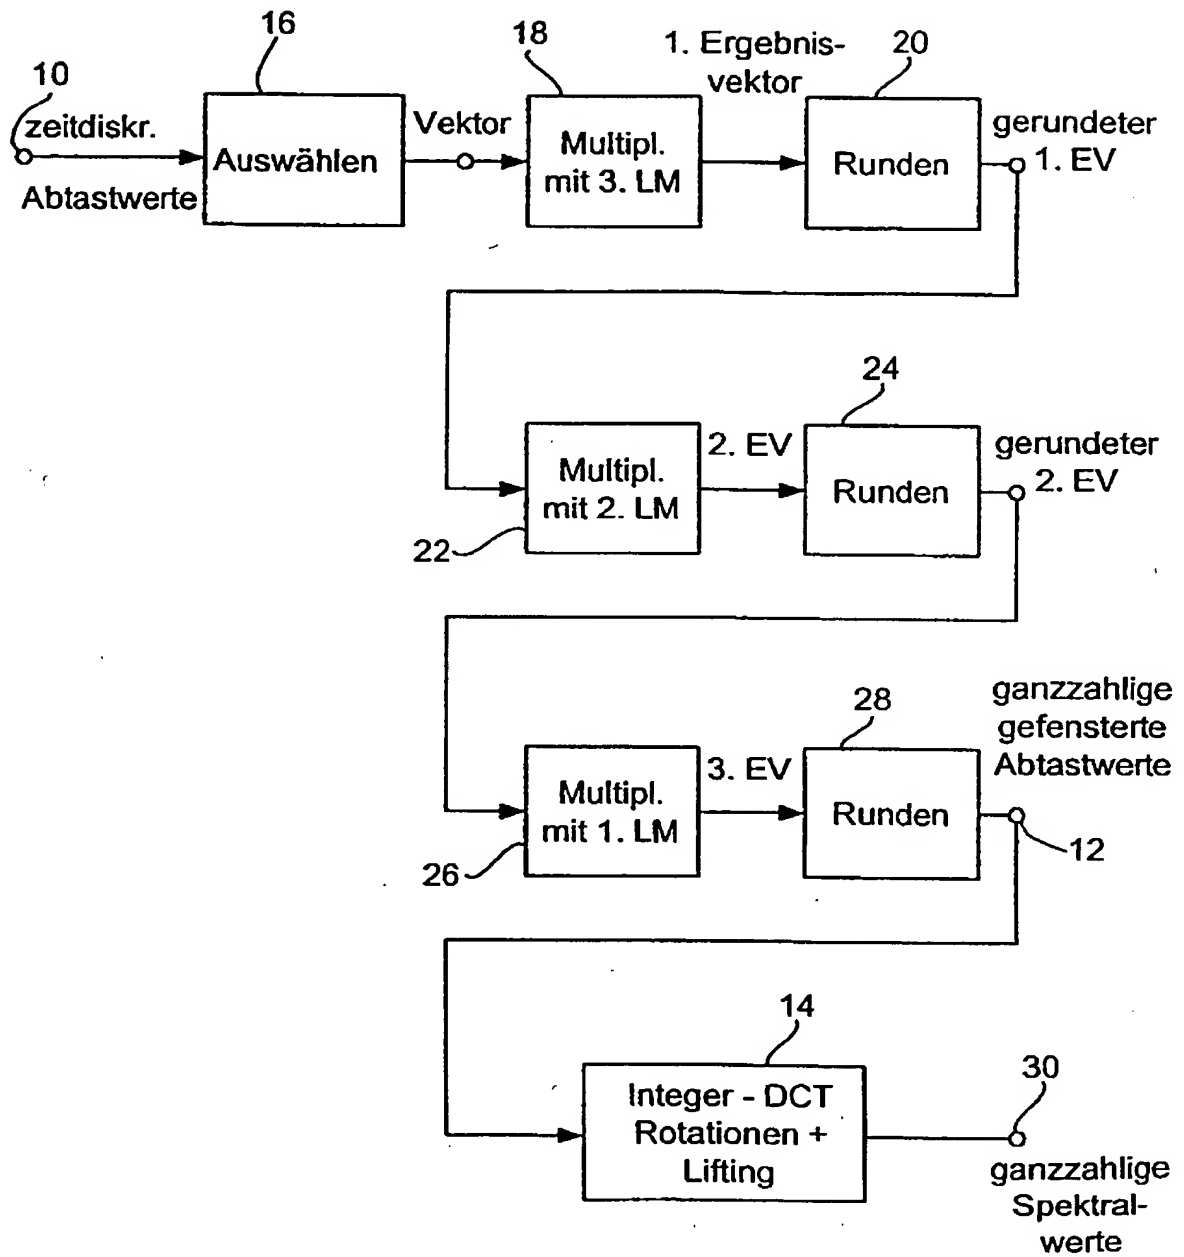 16
18
1. Ergebnis-
vektor
20
10
zeitdiskr.
Abtastwerte
Auswählen
Vektor
Multipl.
mit 3. LM
Runden
gerundeter
1. EV
24
Multipl.
mit 2. LM
22
2. EV
Runden
gerundeter
2. EV
28
Multipl.
mit 1. LM
26
3. EV
Runden
ganzzahlige
gefensterte
Abtastwerte
12
14
Integer - DCT
Rotationen +
Lifting
30
ganzzahlige
Spektral-
werte